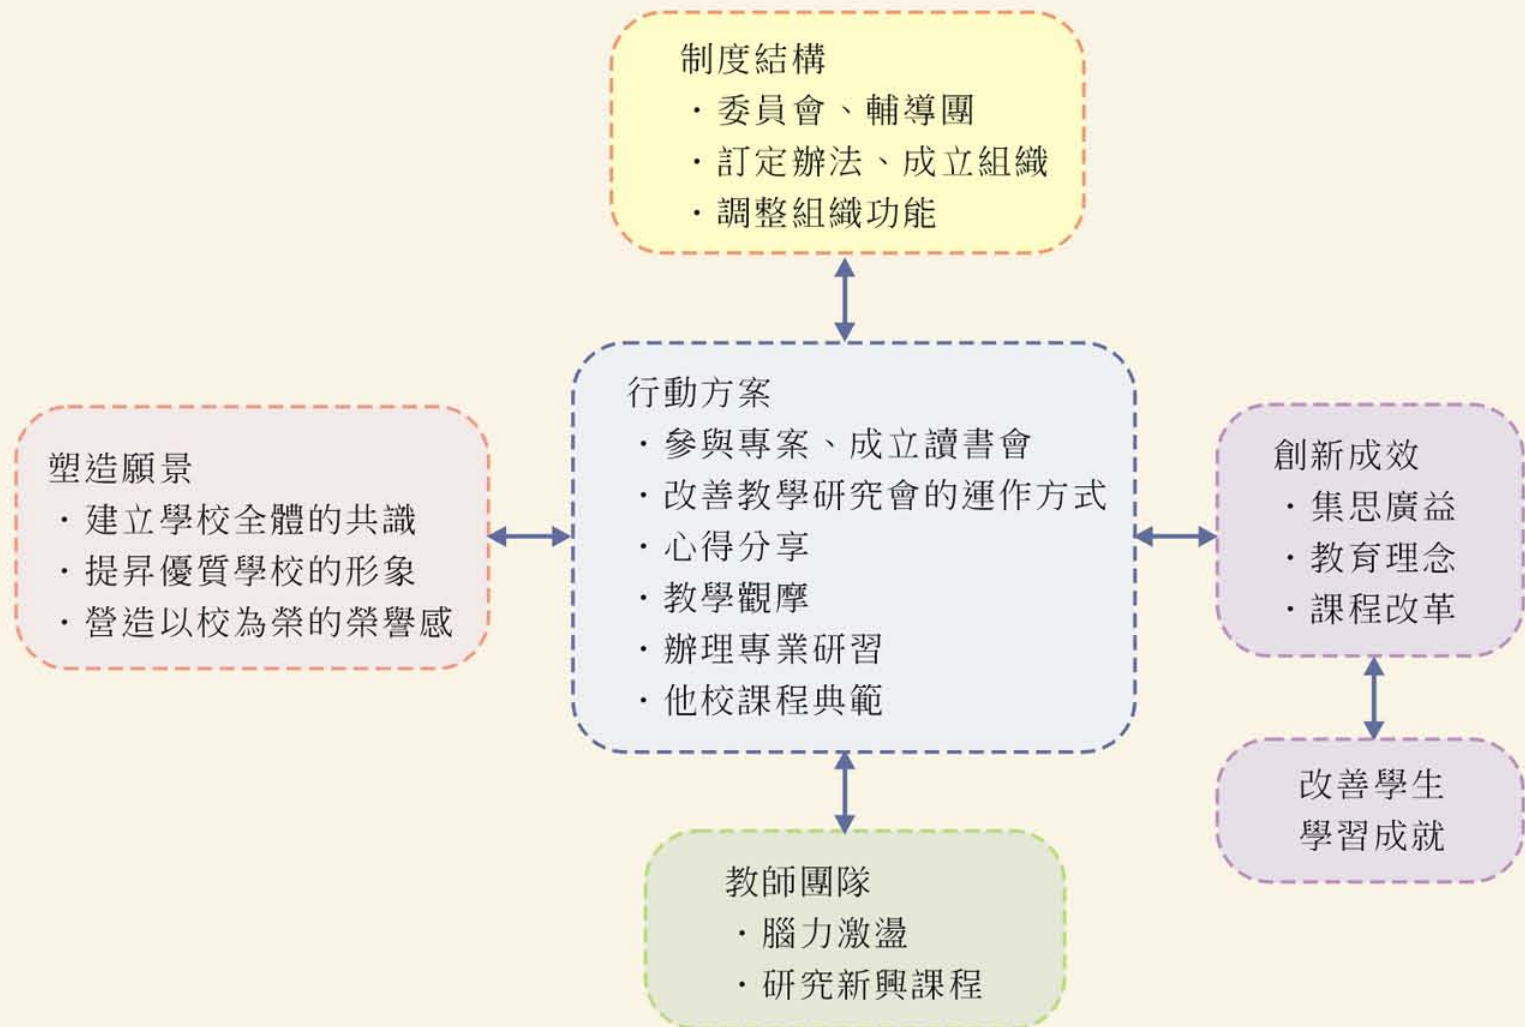 制度結構
・委員會、輔導團
・訂定辦法、成立組織
・調整組織功能
塑造願景
・建立學校全體的共識
・提昇優質學校的形象
・營造以校為榮的榮譽感
行動方案
・參與專案、成立讀書會
・改善教學研究會的運作方式
・心得分享
・教學觀摩
・辦理專業研習
・他校課程典範
創新成效
・集思廣益
・教育理念
・課程改革
改善學生
學習成就
教師團隊
・腦力激盪
・研究新興課程